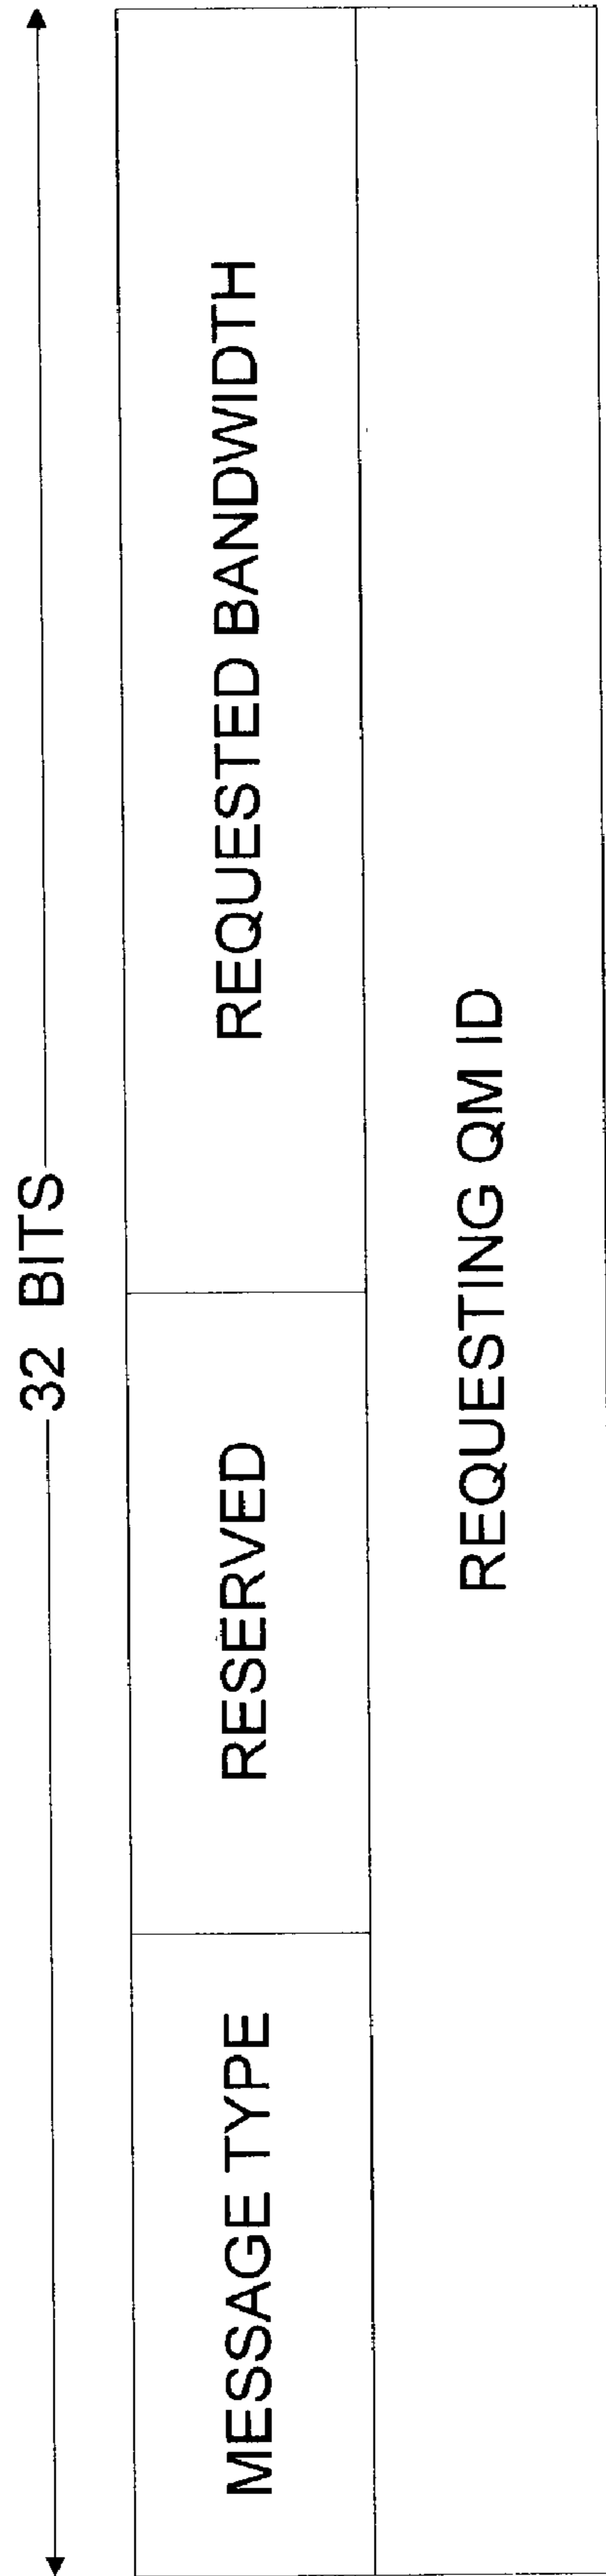 32 BITS
MESSAGE TYPE
RESERVED
REQUESTED BANDWIDTH
REQUESTING QM ID